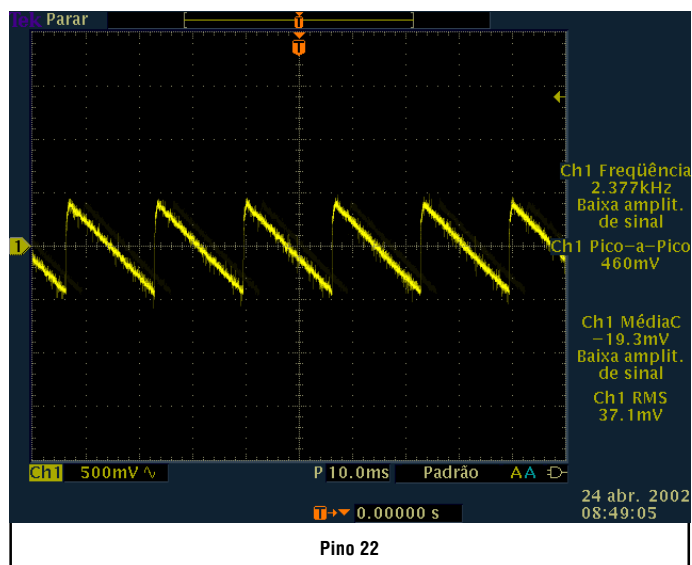 Tek Parar
T
T
Ch1 Freqüência
2.377kHz
Baixa amplit.
de sinal
1
Ch1 Pico-a-Pico
460mV
Ch1 MédiaC
-19.3mV
Baixa amplit.
de sinal
Ch1 RMS
37.1mV
Ch1 500mV P 10.0ms Padrão AA
24 abr. 2002
T 0.00000 s 08:49:05
Pino 22